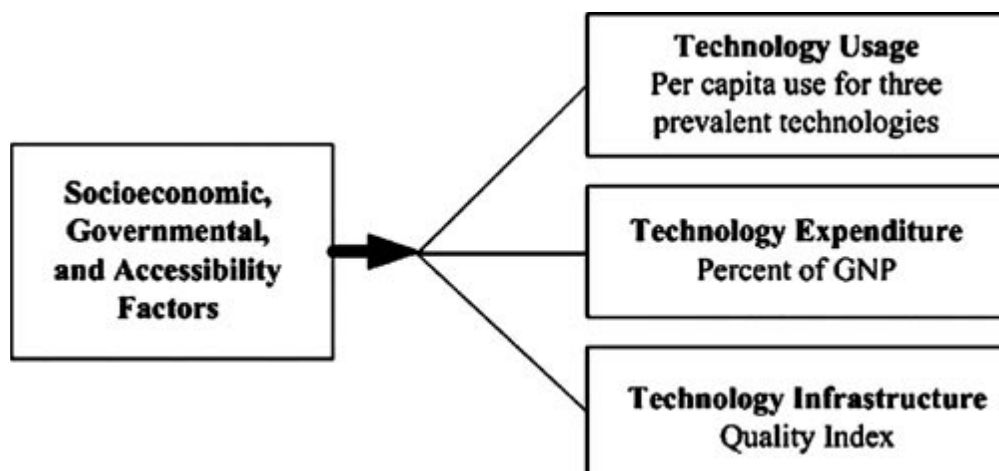 Socioeconomic,
Governmental,
and Accessibility
Factors
Technology Usage
Per capita use for three
prevalent technologies
Technology Expenditure
Percent of GNP
Technology Infrastructure
Quality Index